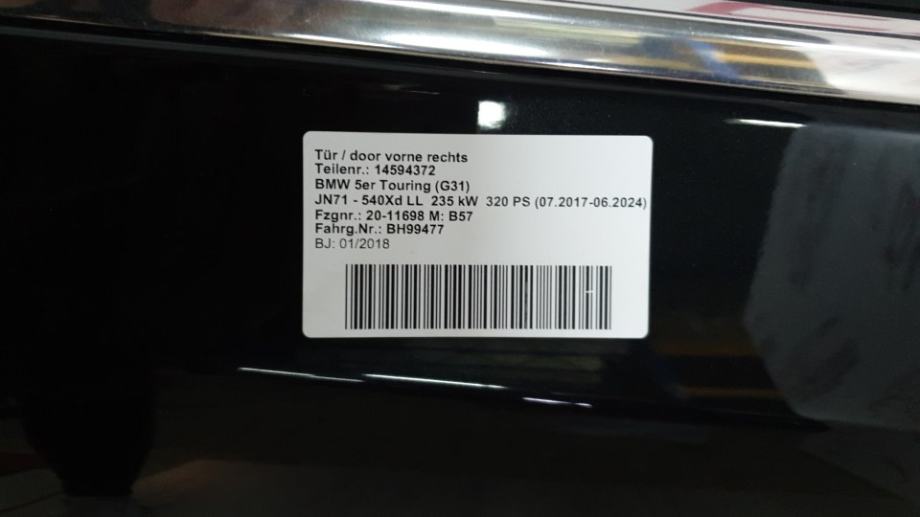 Tür / door vorne rechts
Teilenr.: 14594372
BMW 5er Touring (G31)
JN71 - 540Xd LL 235 kW 320 PS (07.2017-06.2024)
Fzgnr.: 20-11698 M: B57
Fahrg.Nr.: BH99477
BJ: 01/2018